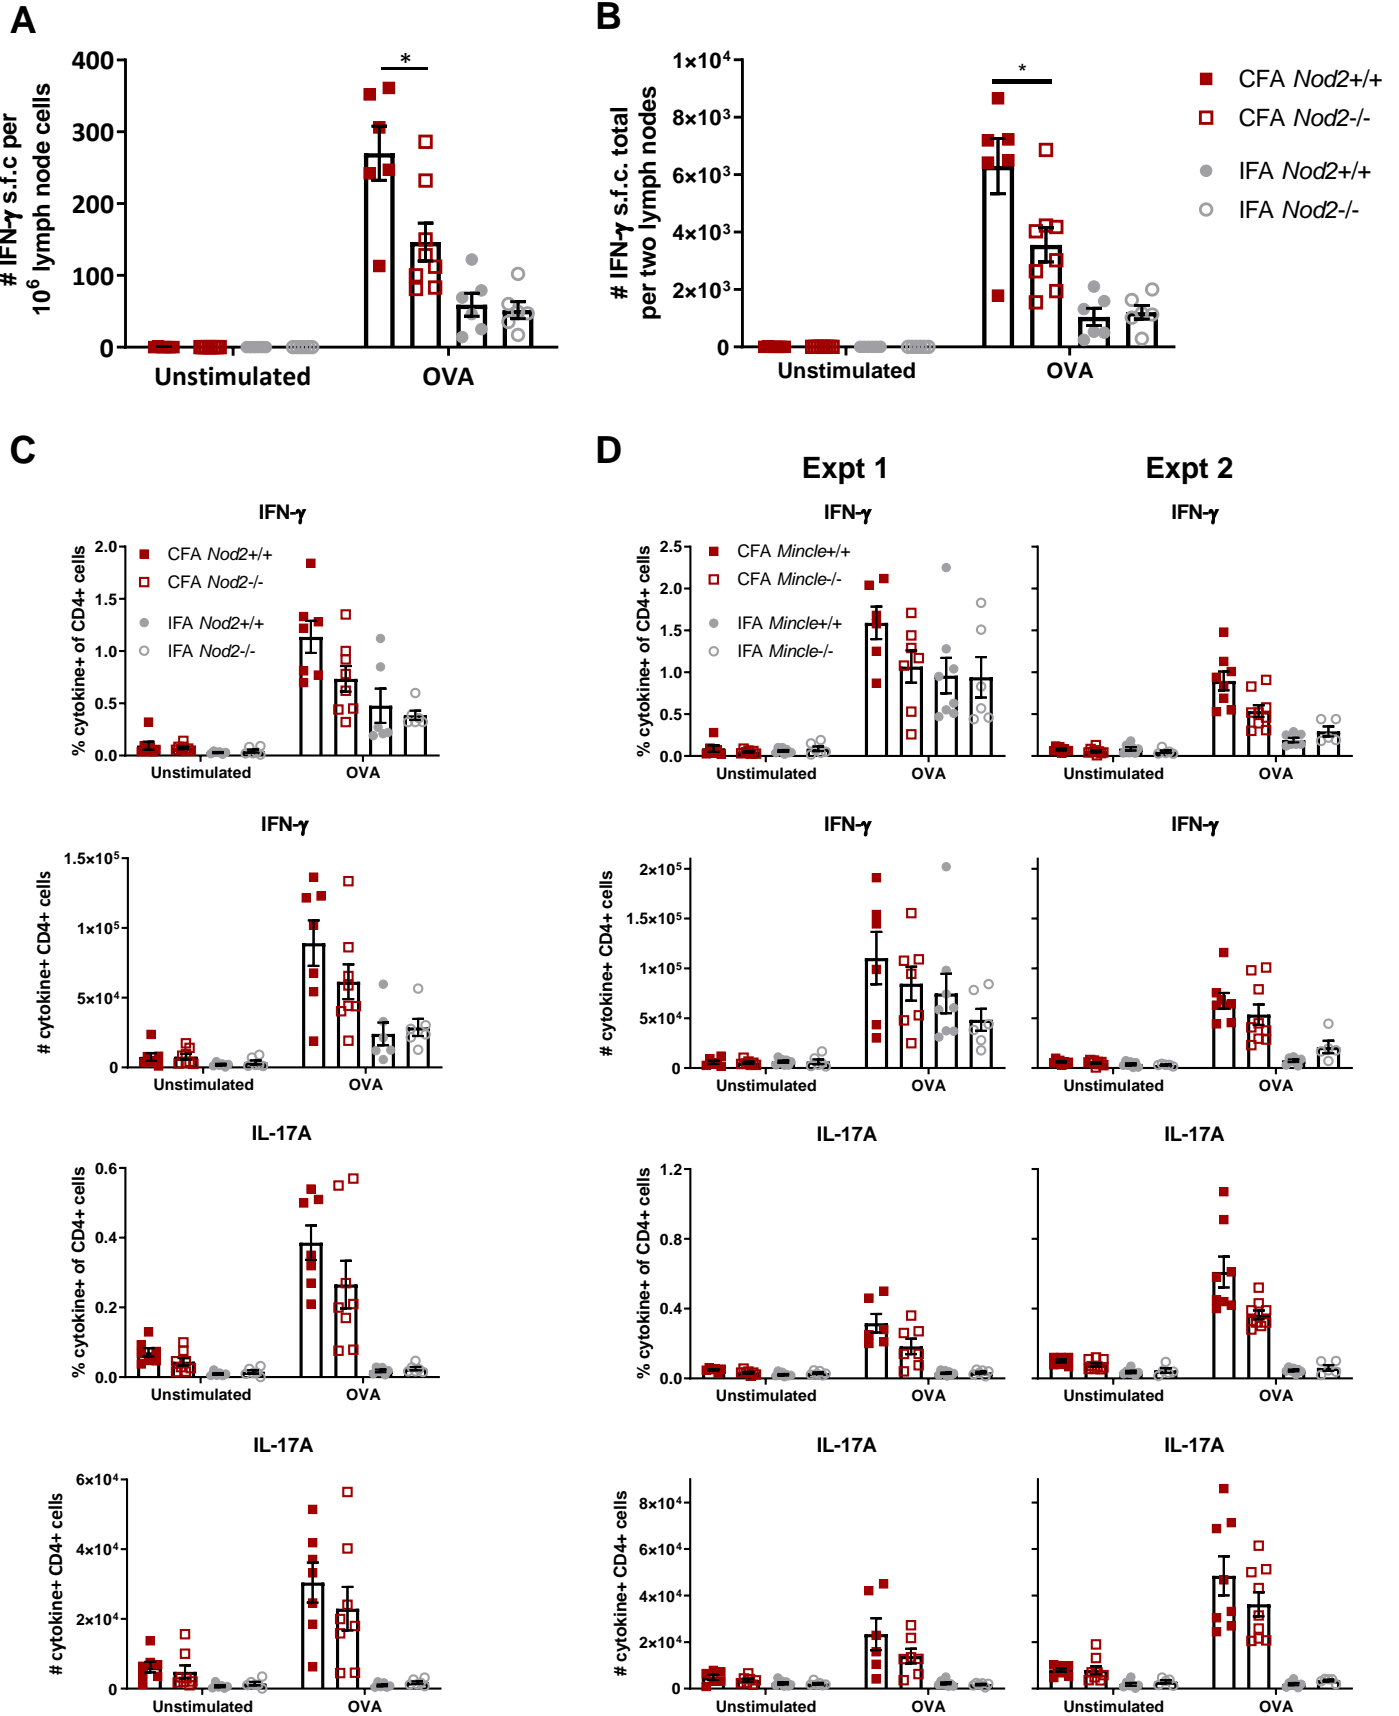 A
# IFN-γ s.f.c per
10⁶ lymph node cells
400
300
200
100
0
*
Unstimulated
OVA
B
# IFN-γ s.f.c. total
per two lymph nodes
1×10⁴
8×10³
6×10³
4×10³
2×10³
0
*
Unstimulated
OVA
CFA Nod2+/+
CFA Nod2-/-
IFA Nod2+/+
IFA Nod2-/-
C
IFN-γ
% cytokine+ of CD4+ cells
2.0
1.5
1.0
0.5
0.0
CFA Nod2+/+
CFA Nod2-/-
IFA Nod2+/+
IFA Nod2-/-
Unstimulated
OVA
IFN-γ
# cytokine+ CD4+ cells
1.5×10⁵
1×10⁵
5×10⁴
0
Unstimulated
OVA
IL-17A
% cytokine+ of CD4+ cells
0.6
0.4
0.2
0.0
Unstimulated
OVA
IL-17A
# cytokine+ CD4+ cells
6×10⁴
4×10⁴
2×10⁴
0
Unstimulated
OVA
D
Expt 1
Expt 2
IFN-γ
IFN-γ
% cytokine+ of CD4+ cells
2.5
2.0
1.5
1.0
0.5
0.0
CFA Mincle+/+
CFA Mincle-/-
IFA Mincle+/+
IFA Mincle-/-
Unstimulated
OVA
Unstimulated
OVA
IFN-γ
IFN-γ
# cytokine+ CD4+ cells
2×10⁵
1.5×10⁵
1×10⁵
5×10⁴
0
Unstimulated
OVA
Unstimulated
OVA
IL-17A
IL-17A
% cytokine+ of CD4+ cells
1.2
0.8
0.4
0.0
Unstimulated
OVA
Unstimulated
OVA
IL-17A
IL-17A
# cytokine+ CD4+ cells
8×10⁴
6×10⁴
4×10⁴
2×10⁴
0
Unstimulated
OVA
Unstimulated
OVA